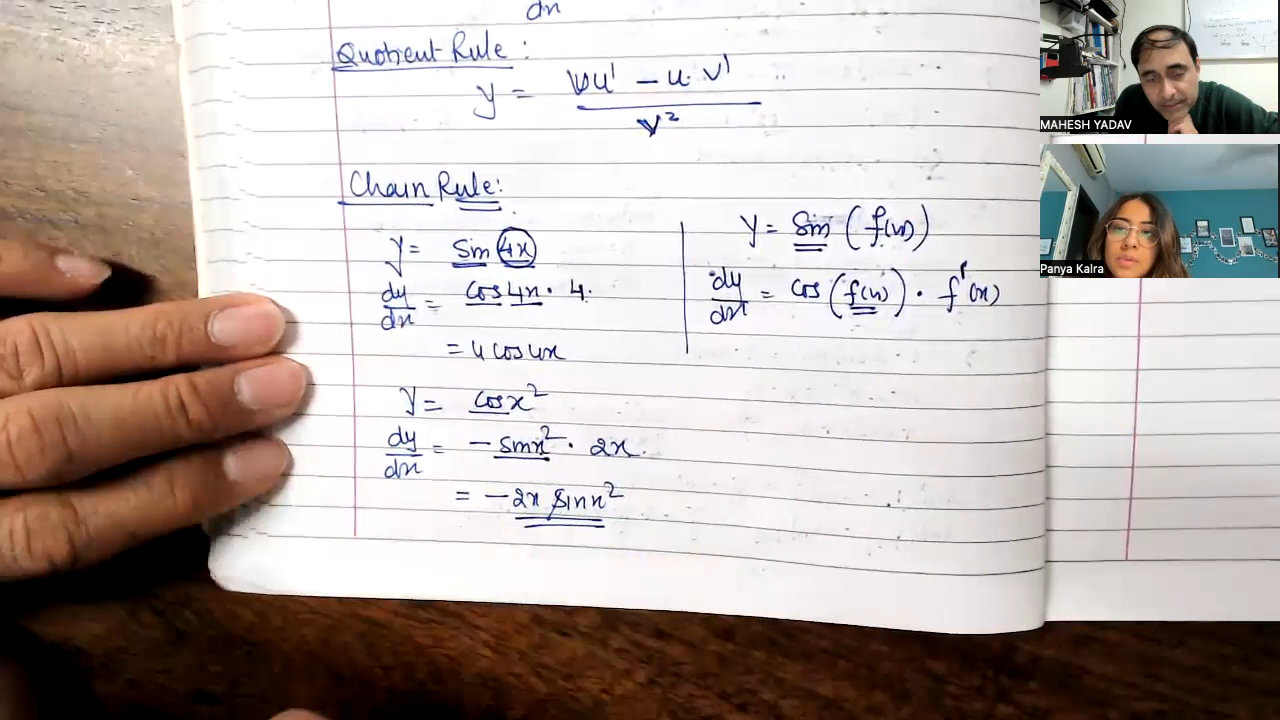 dx
Quotient Rule:
y = vu' - u v'
v²
Chain Rule:
y = Sin 4x
dy/dx = cos 4x · 4.
= 4 cos 4x
y = cos x²
dy/dx = - sin x² · 2x.
= - 2x sin x²
y = Sin (f(x))
dy/dx = cos (f(x)) · f'(x)
MAHESH YADAV
Panya Kalra